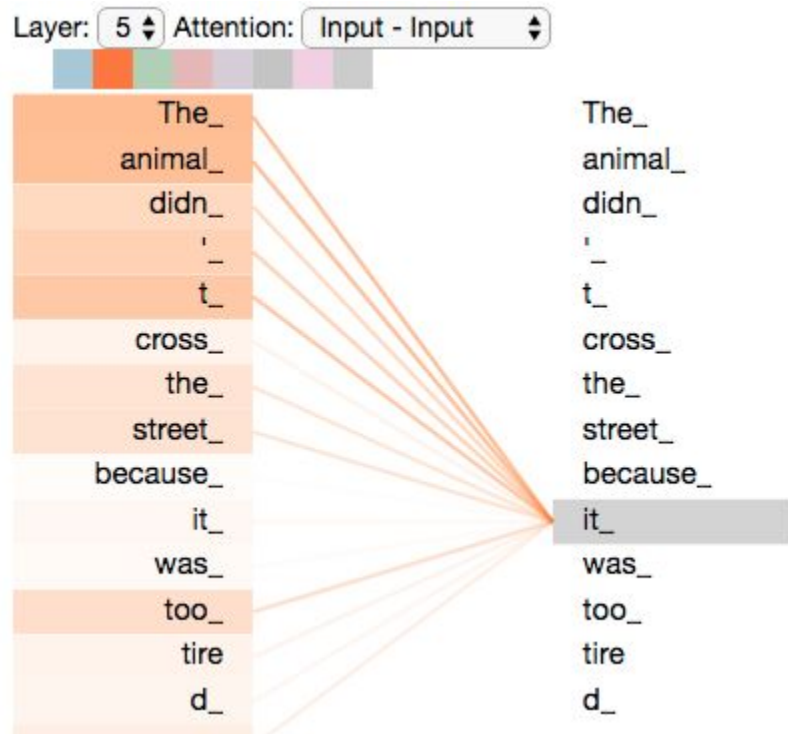 Layer: 5 Attention: Input - Input
The_ The_
animal_ animal_
didn_ didn_
'_ '_
t_ t_
cross_ cross_
the_ the_
street_ street_
because_ because_
it_ it_
was_ was_
too_ too_
tire tire
d_ d_